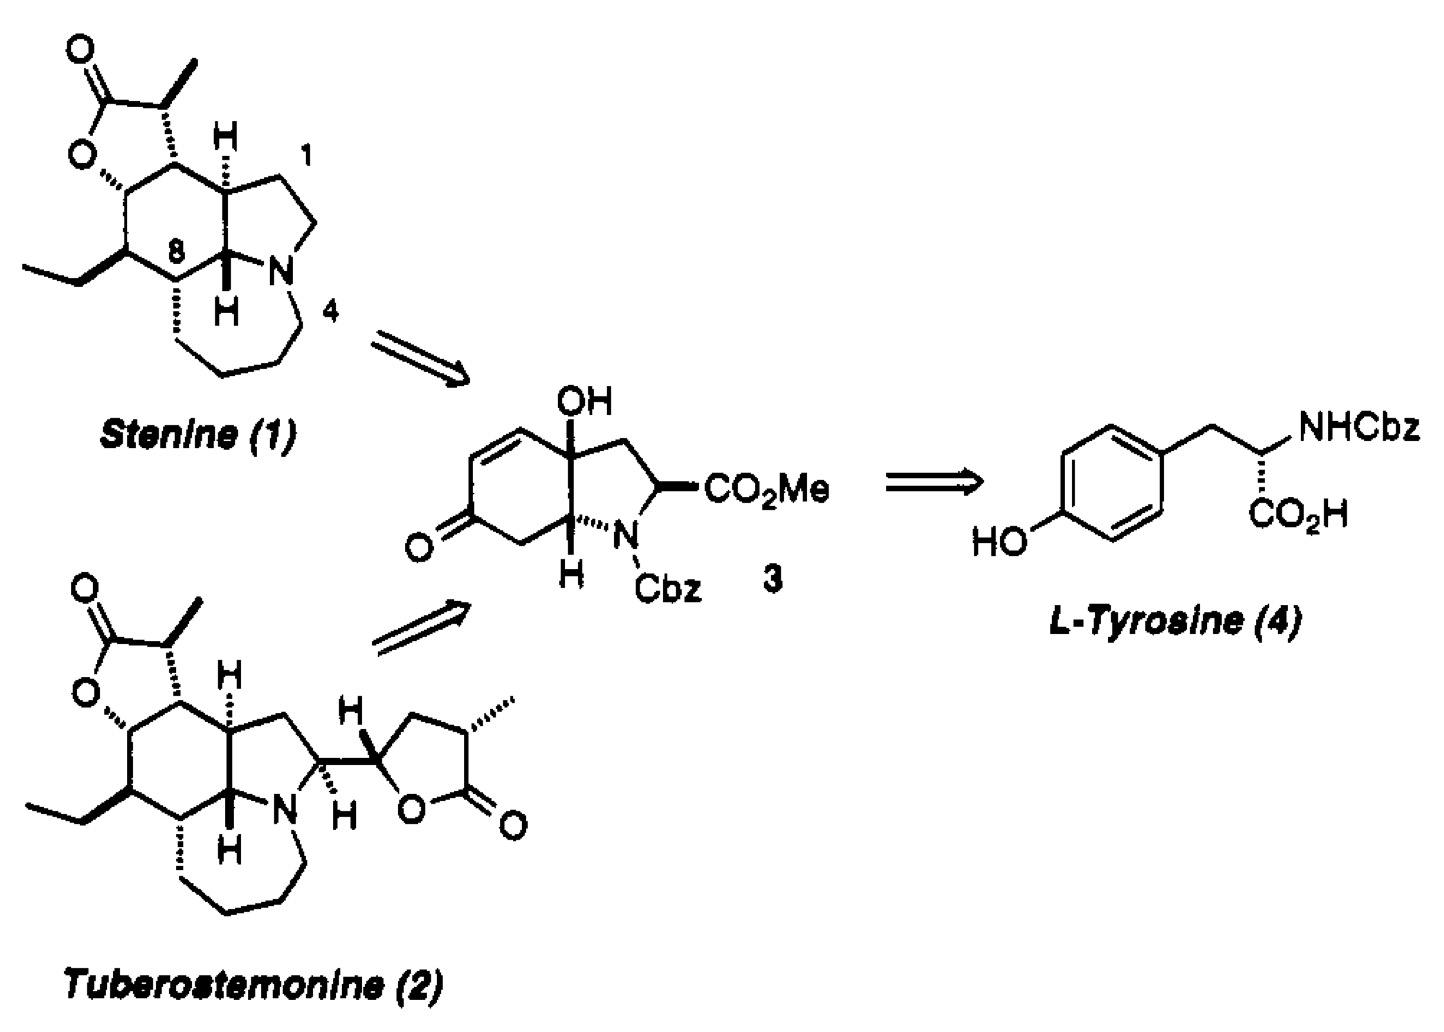 O
H
1
O
8
N
H
4
Stenine (1)
OH
CO2Me
N
O
H
Cbz
3
NHCbz
CO2H
HO
L-Tyrosine (4)
O
H
O
H
N
H
H
O
O
Tuberostemonine (2)